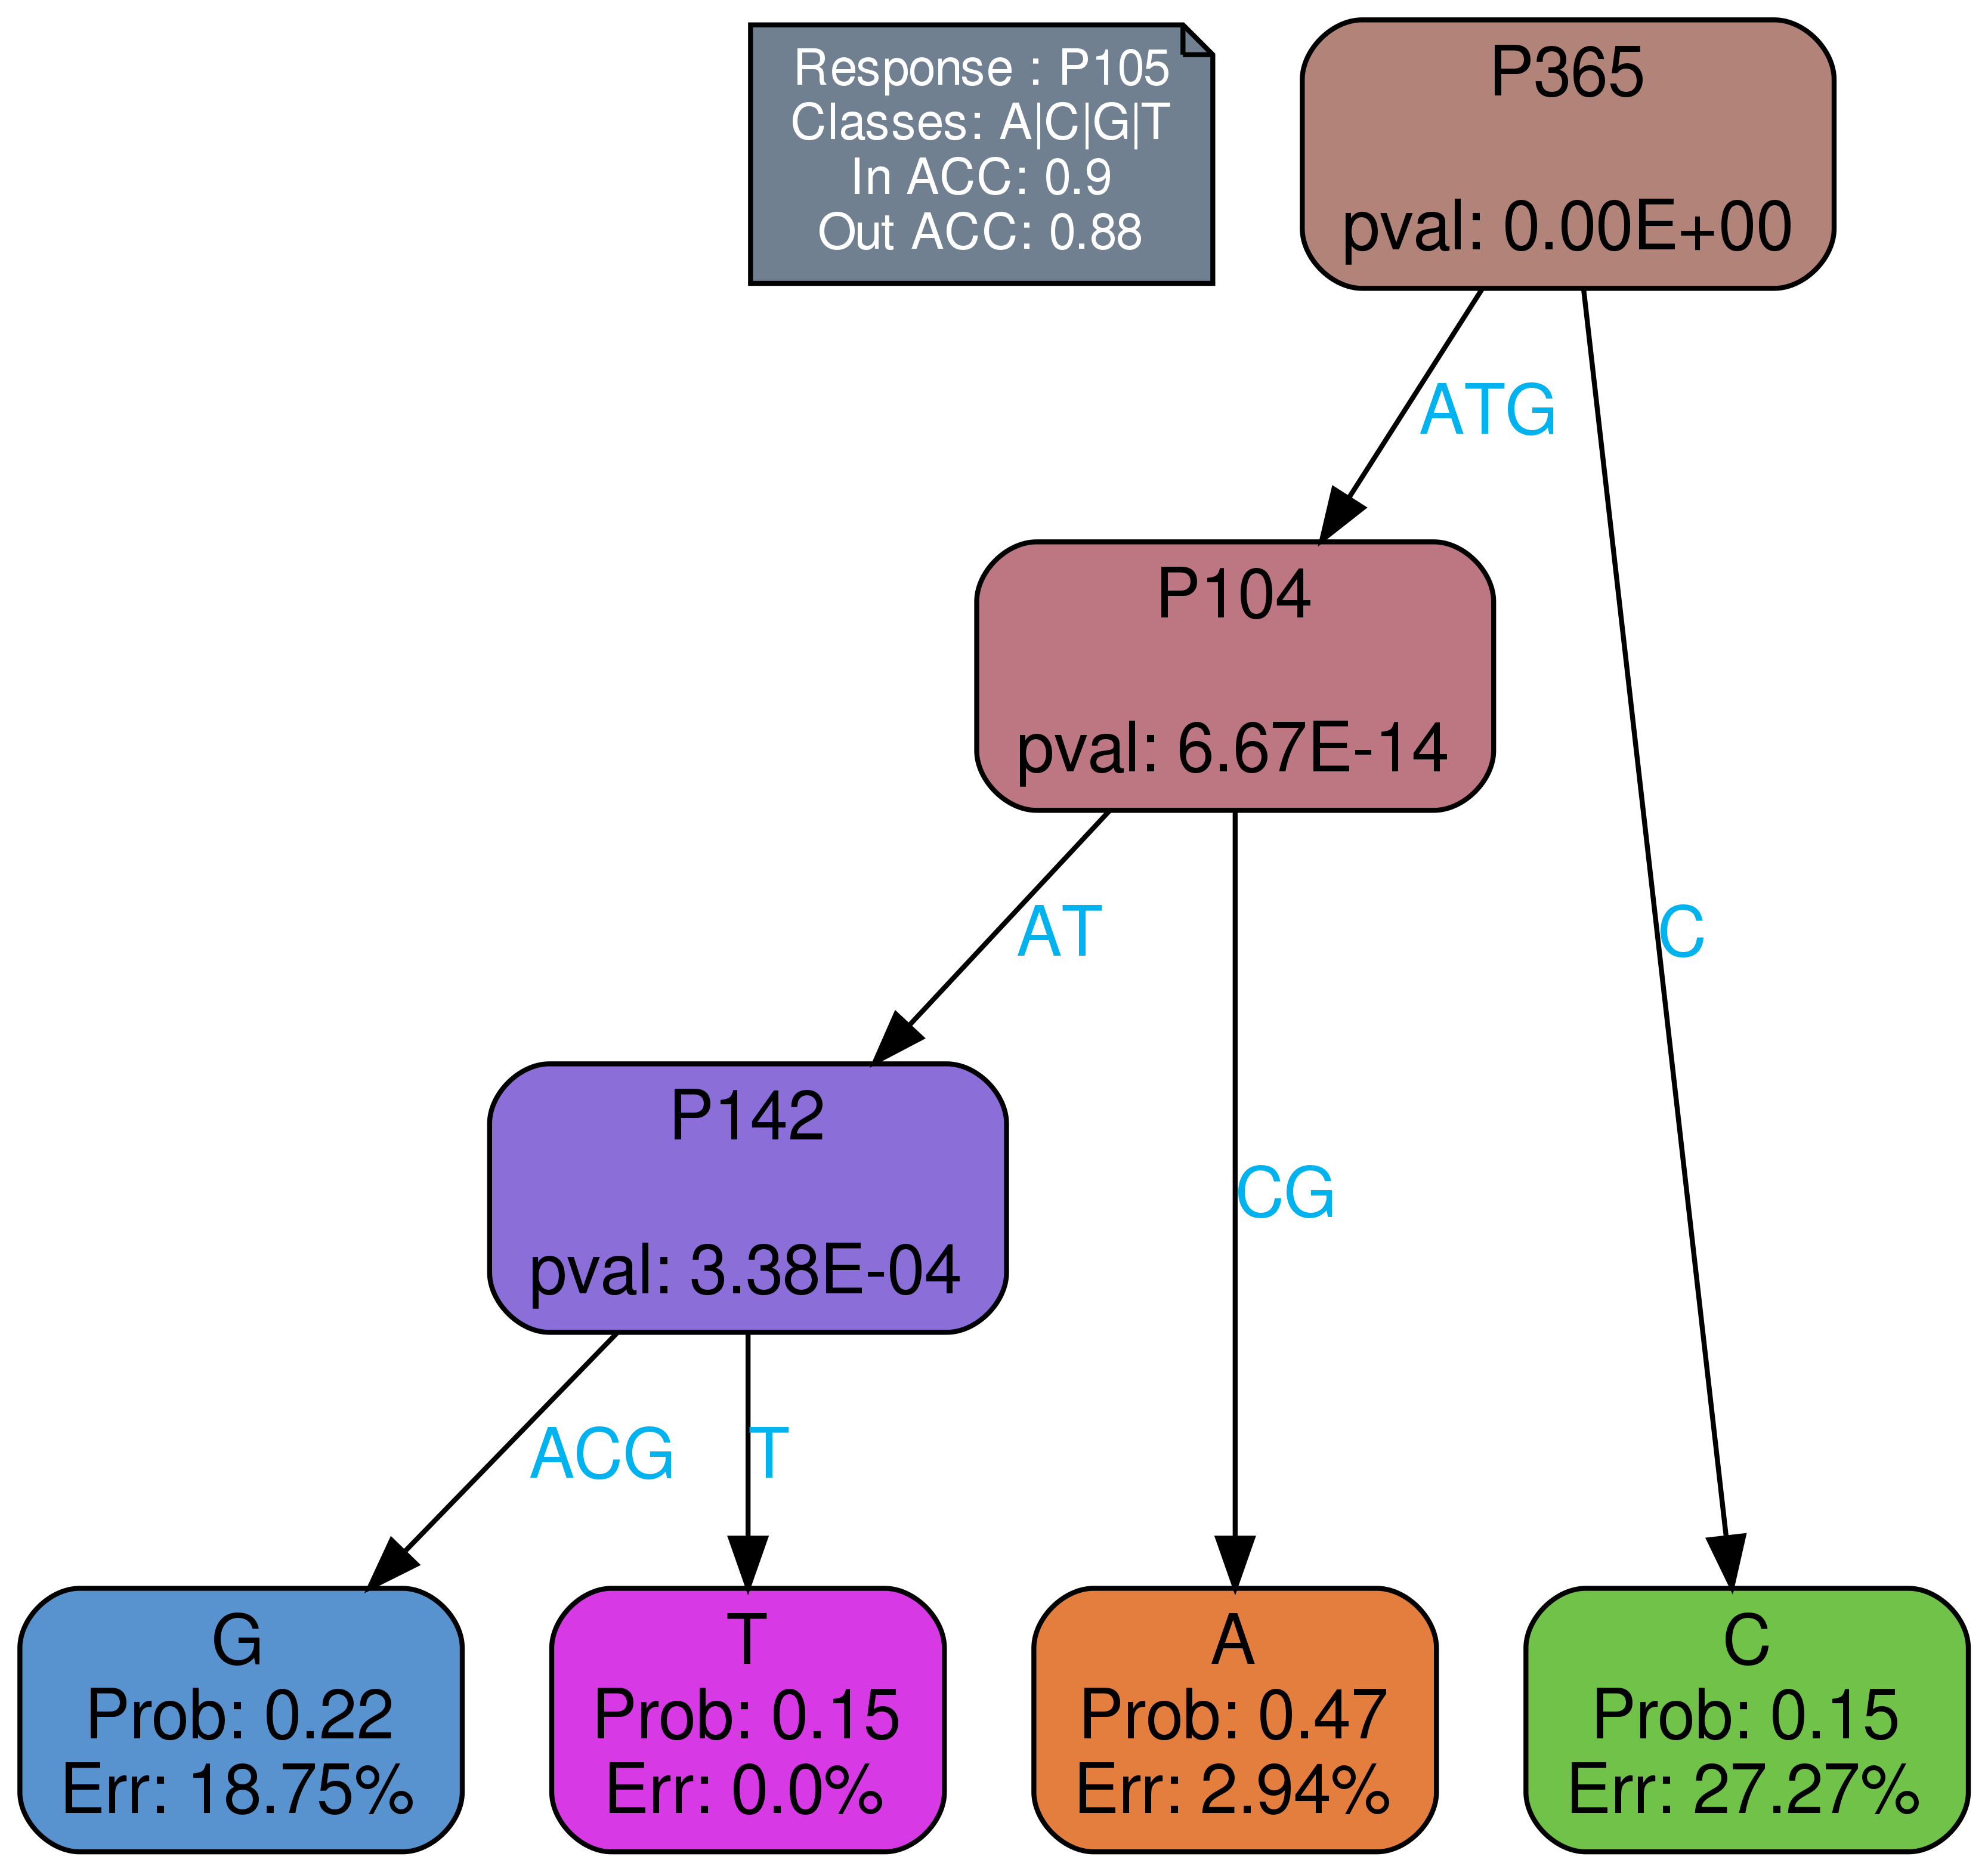 Response : P105
Classes: A|C|G|T
In ACC: 0.9
Out ACC: 0.88
P365
pval: 0.00E+00
ATG
P104
pval: 6.67E-14
AT
C
P142
pval: 3.38E-04
CG
ACG
T
G
Prob: 0.22
Err: 18.75%
T
Prob: 0.15
Err: 0.0%
A
Prob: 0.47
Err: 2.94%
C
Prob: 0.15
Err: 27.27%